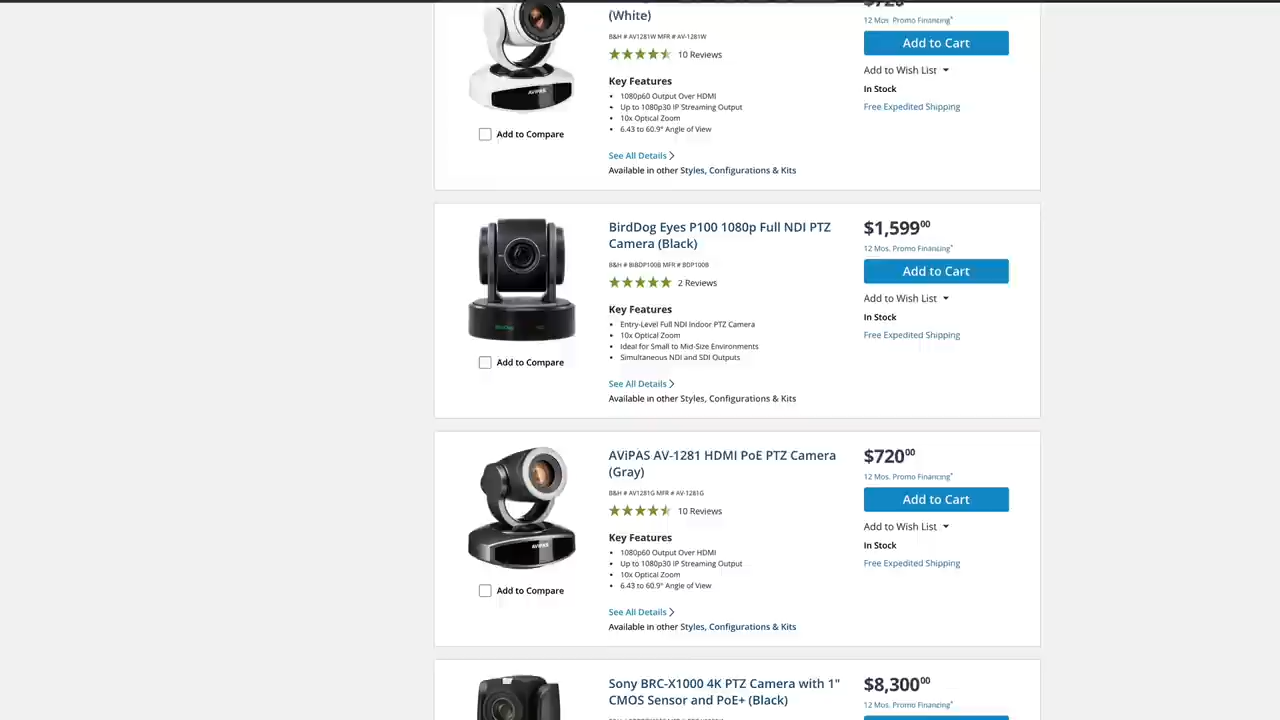 (White)
B&H # AV1281W MFR # AV-1281W
10 Reviews
Key Features
1080p60 Output Over HDMI
Up to 1080p30 IP Streaming Output
10x Optical Zoom
6.43 to 60.9° Angle of View
See All Details
Available in other Styles, Configurations & Kits
AViPAS
Add to Compare
12 Mos. Promo Financing*
Add to Cart
Add to Wish List
In Stock
Free Expedited Shipping
BirdDog Eyes P100 1080p Full NDI PTZ
Camera (Black)
B&H # BIBDP100B MFR # BDP100B
2 Reviews
Key Features
Entry-Level Full NDI Indoor PTZ Camera
10x Optical Zoom
Ideal for Small to Mid-Size Environments
Simultaneous NDI and SDI Outputs
See All Details
Available in other Styles, Configurations & Kits
BirdDog
Add to Compare
$1,599.00
12 Mos. Promo Financing*
Add to Cart
Add to Wish List
In Stock
Free Expedited Shipping
AViPAS AV-1281 HDMI PoE PTZ Camera
(Gray)
B&H # AV1281G MFR # AV-1281G
10 Reviews
Key Features
1080p60 Output Over HDMI
Up to 1080p30 IP Streaming Output
10x Optical Zoom
6.43 to 60.9° Angle of View
See All Details
Available in other Styles, Configurations & Kits
AViPAS
Add to Compare
$720.00
12 Mos. Promo Financing*
Add to Cart
Add to Wish List
In Stock
Free Expedited Shipping
Sony BRC-X1000 4K PTZ Camera with 1"
CMOS Sensor and PoE+ (Black)
$8,300.00
12 Mos. Promo Financing*